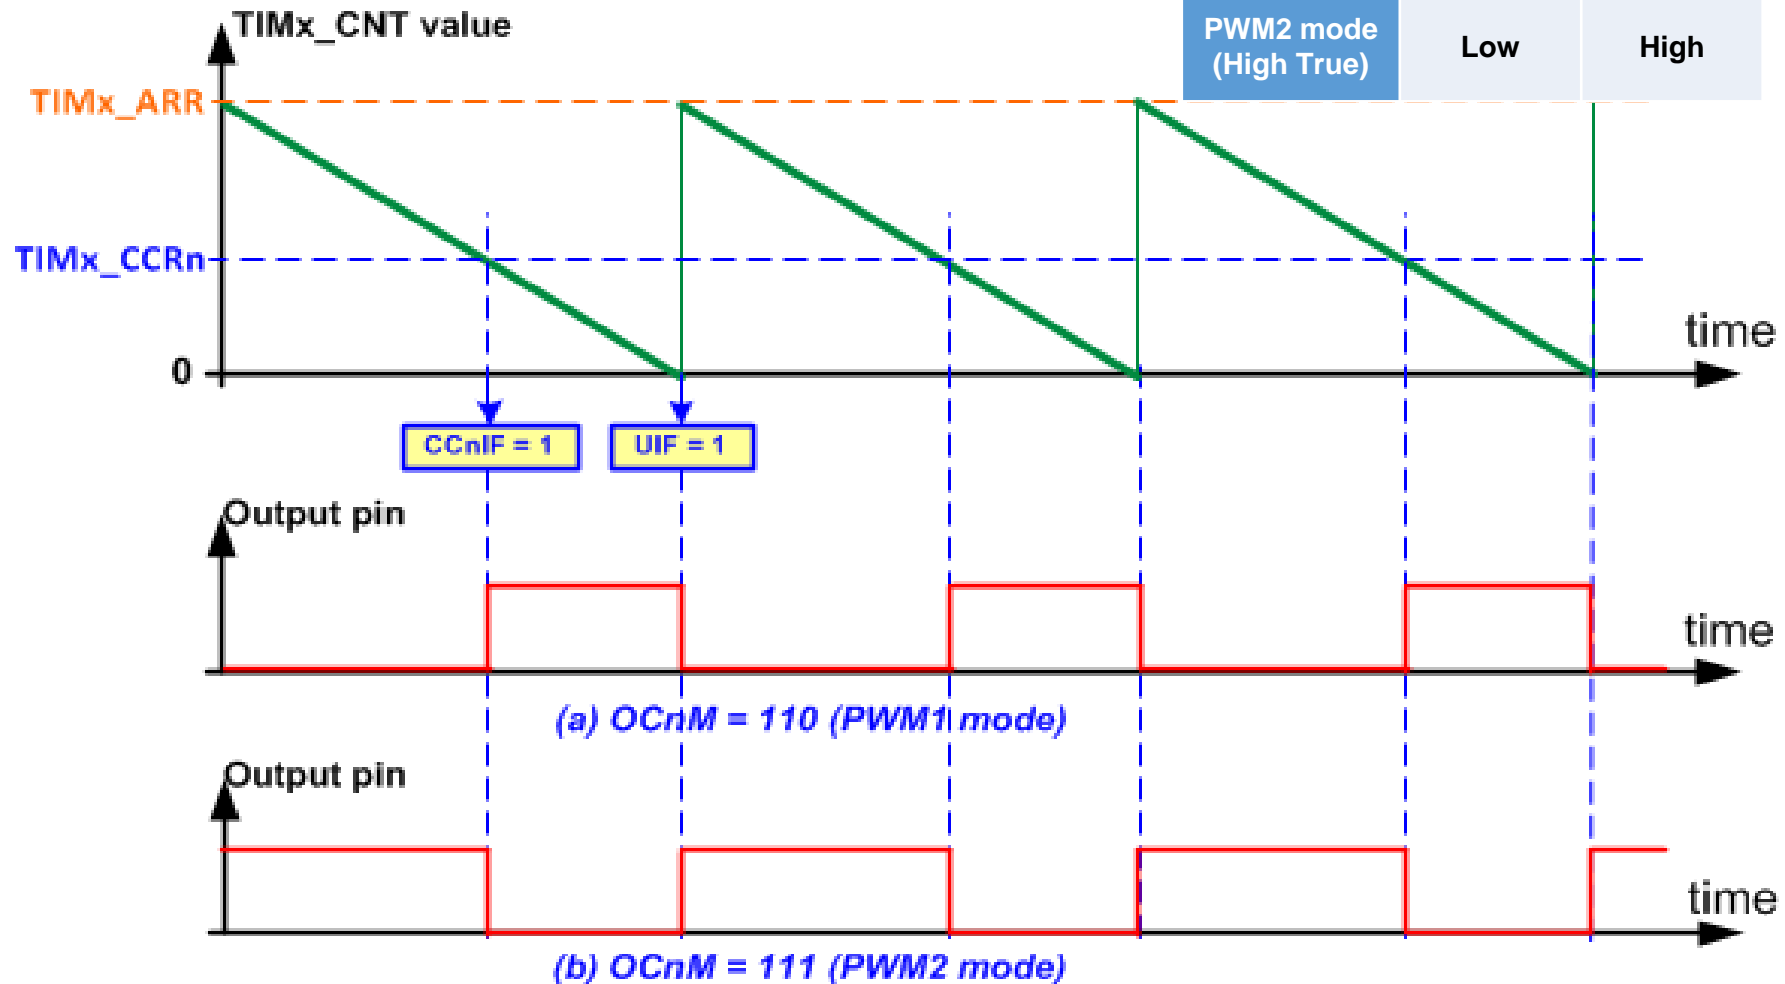 TIMx_CNT value
PWM2 mode
(High True)
Low
High
TIMx_ARR
TIMx_CCRn
0
time
CCnIF = 1
UIF = 1
Output pin
time
(a) OCnM = 110 (PWM1 mode)
Output pin
time
(b) OCnM = 111 (PWM2 mode)